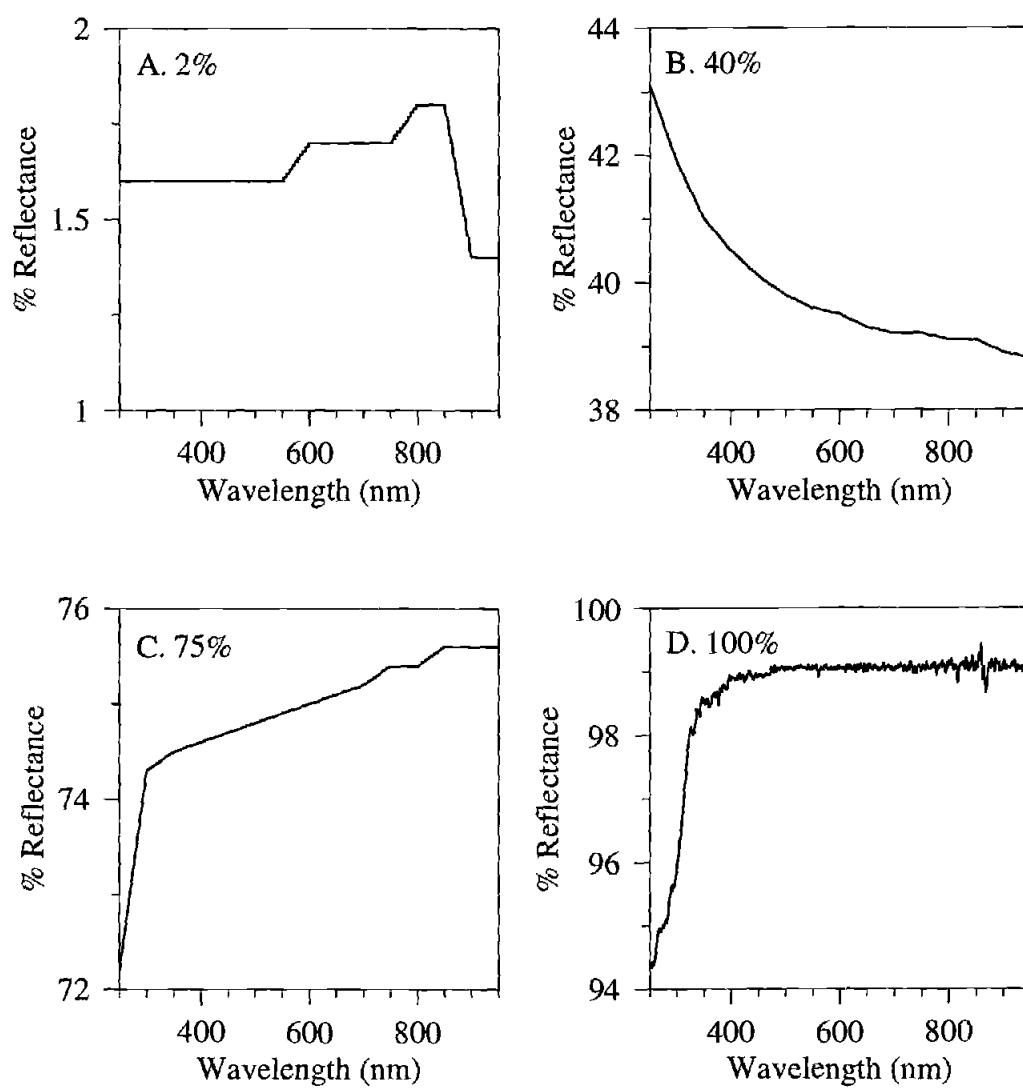 A. 2%
2
1.5
1
% Reflectance
400 600 800
Wavelength (nm)
B. 40%
44
42
40
38
% Reflectance
400 600 800
Wavelength (nm)
C. 75%
76
74
72
% Reflectance
400 600 800
Wavelength (nm)
D. 100%
100
98
96
94
% Reflectance
400 600 800
Wavelength (nm)